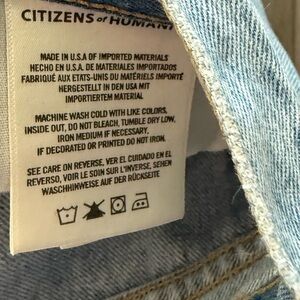 CITIZENS of HUMANI
MADE IN U.S.A OF IMPORTED MATERIALS
HECHO EN U.S.A. DE MATERIALES IMPORTADOS
FABRIQUÉ AUX ETATS-UNIS DU MATÉRIELS IMPORTÉ
HERGESTELLT IN DEN USA MIT
IMPORTIERTEM MATERIAL
MACHINE WASH COLD WITH LIKE COLORS,
INSIDE OUT, DO NOT BLEACH, TUMBLE DRY LOW,
IRON MEDIUM IF NECESSARY,
IF DECORATED OR PRINTED DO NOT IRON.
SEE CARE ON REVERSE, VER EL CUIDADO EN EL
REVERSO, VOIR LE SOIN SUR L'INVERSE, SEHEN
WASCHHINWEISE AUF DER RÜCKSEITE